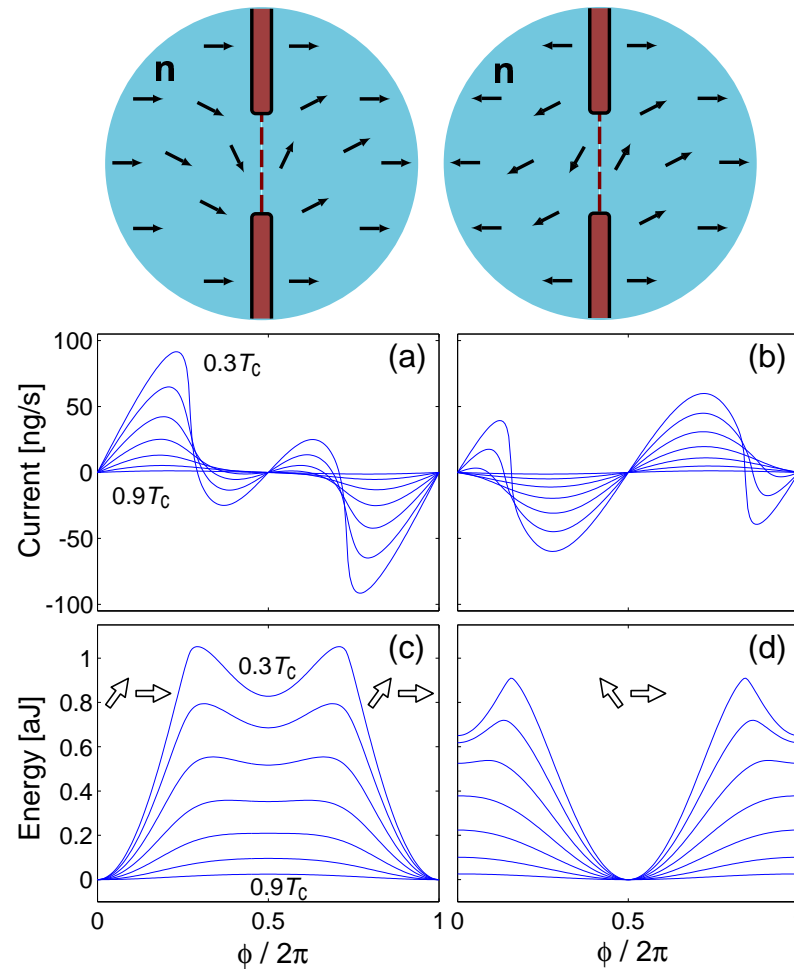 n
n
(a)
(b)
0.3T_C
0.9T_C
100
50
0
-50
-100
Current [ng/s]
(c)
(d)
0.3T_C
0.9T_C
1
0.8
0.6
0.4
0.2
0
Energy [aJ]
0
0.5
1
0
0.5
ϕ / 2π
ϕ / 2π